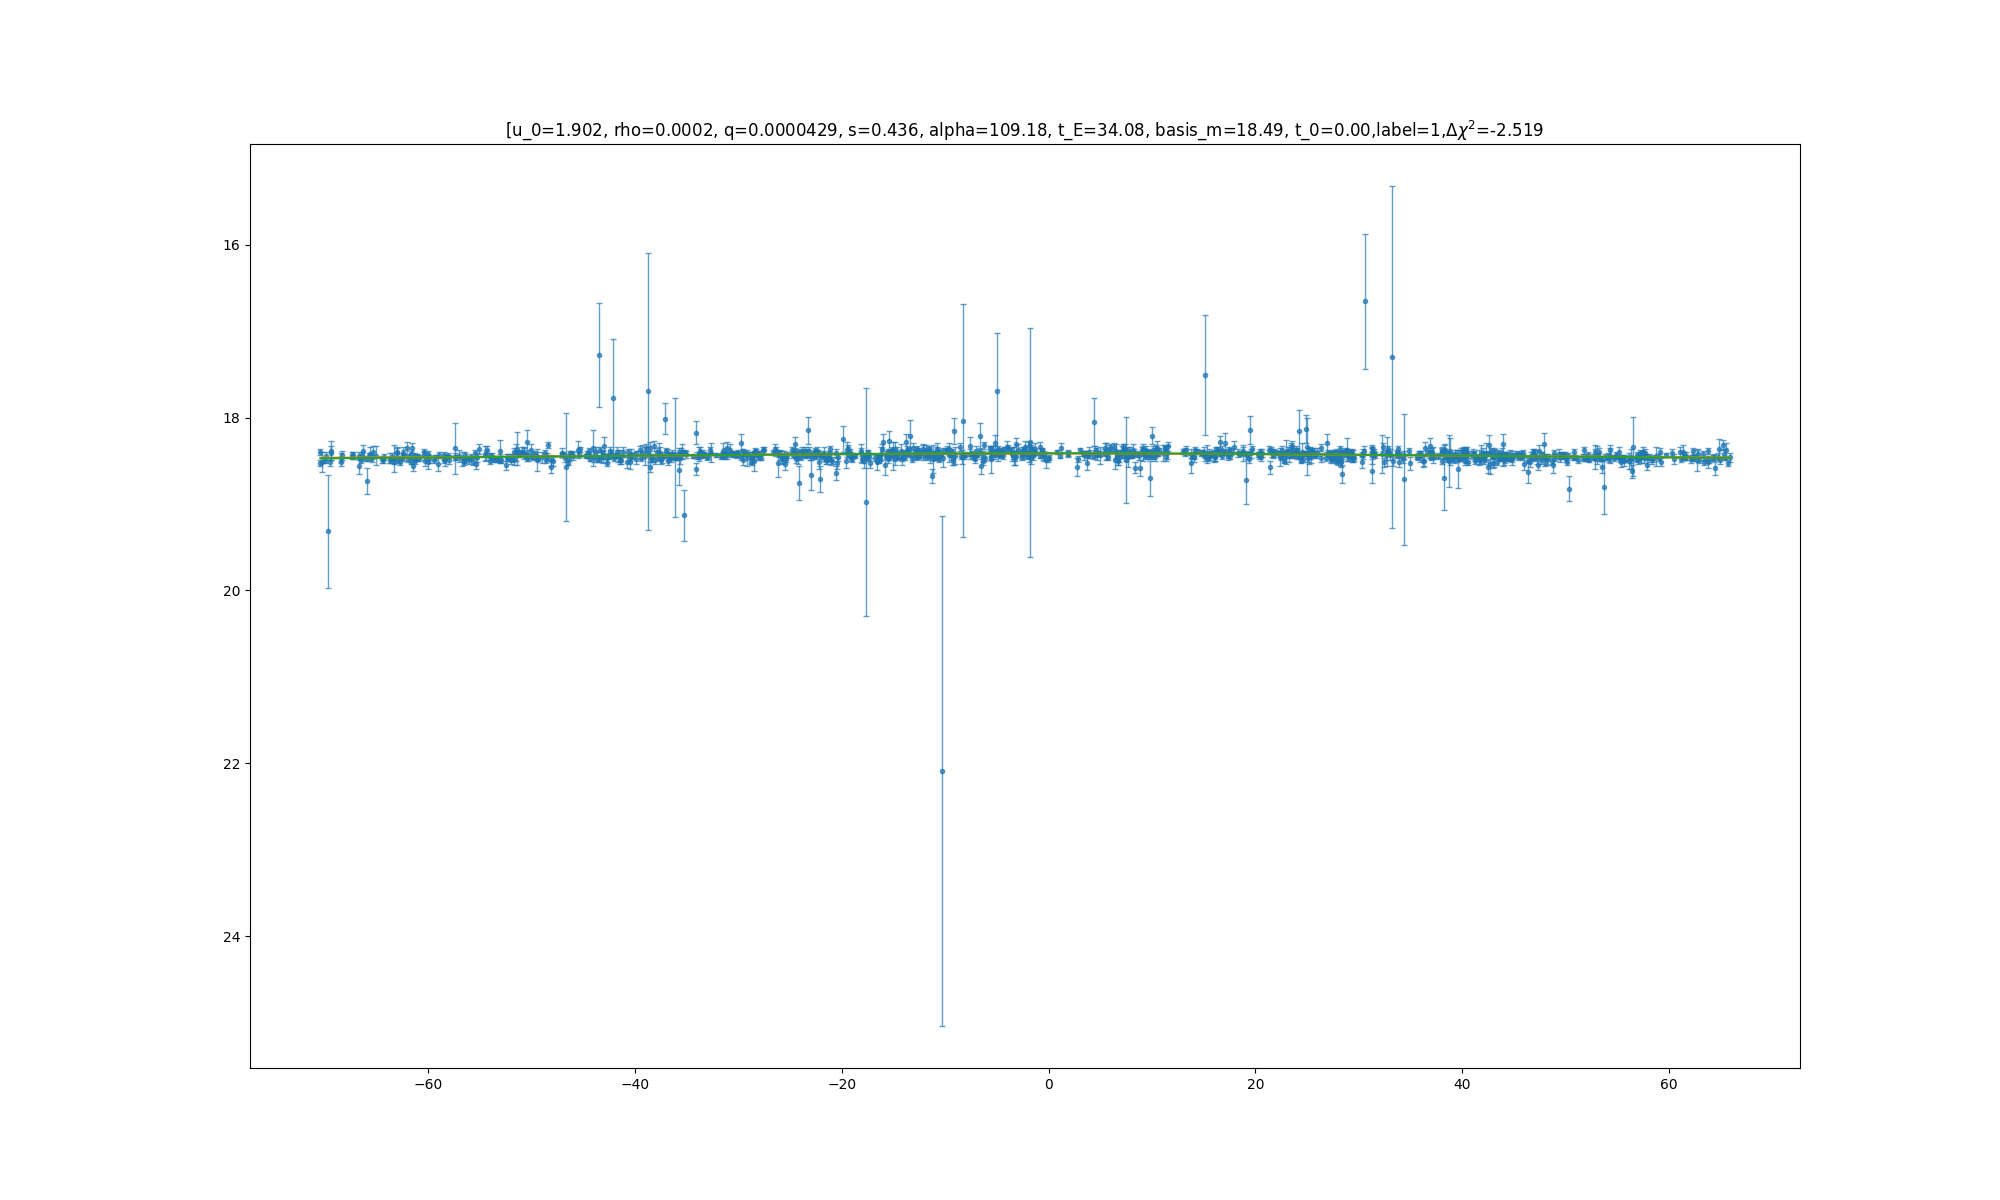 [u_0=1.902, rho=0.0002, q=0.0000429, s=0.436, alpha=109.18, t_E=34.08, basis_m=18.49, t_0=0.00,label=1,Δχ²=-2.519
16
18
20
22
24
−60 −40 −20 0 20 40 60